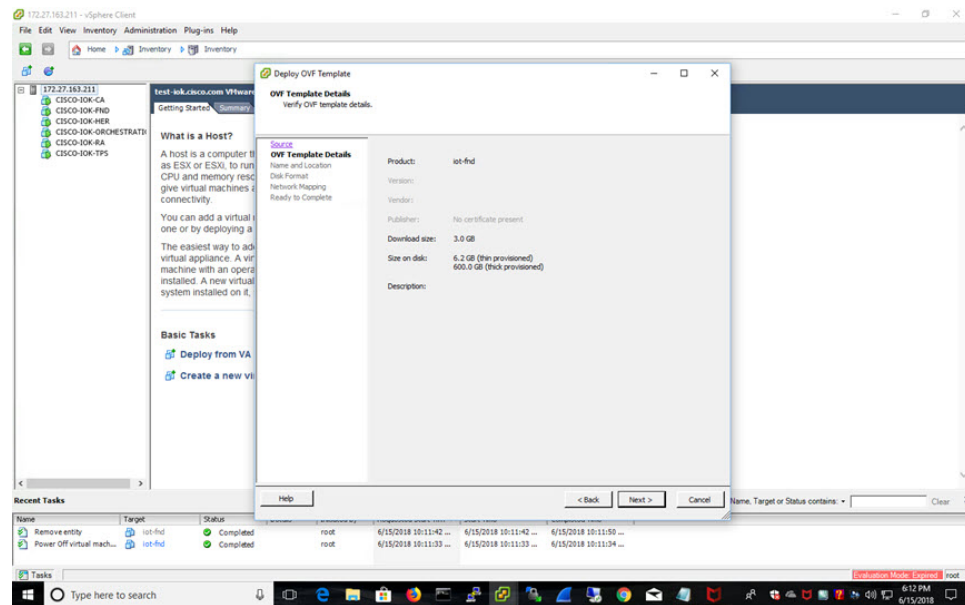 172.27.163.211 - vSphere Client
File Edit View Inventory Administration Plug-ins Help
Home Inventory Inventory
172.27.163.211
CISCO-IOK-CA
CISCO-IOK-FND
CISCO-IOK-HER
CISCO-IOK-ORCHESTRATI
CISCO-IOK-RA
CISCO-IOK-TPS
test-iok.cisco.com VMware
Getting Started Summary
What is a Host?
A host is a computer th
as ESX or ESXi, to run
CPU and memory reso
give virtual machines a
connectivity.
You can add a virtual
one or by deploying a
The easiest way to add
virtual appliance. A vir
machine with an opera
installed. A new virtual
system installed on it,
Basic Tasks
Deploy from VA
Create a new vi
Deploy OVF Template
OVF Template Details
Verify OVF template details.
Source
OVF Template Details
Name and Location
Disk Format
Network Mapping
Ready to Complete
Product: iot-fnd
Version:
Vendor:
Publisher: No certificate present
Download size: 3.0 GB
Size on disk: 6.2 GB (thin provisioned)
600.0 GB (thick provisioned)
Description:
Help < Back Next > Cancel
Recent Tasks
Name, Target or Status contains: Clear
Name Target Status
Remove entity iot-fnd Completed root 6/15/2018 10:11:42 ... 6/15/2018 10:11:42 ... 6/15/2018 10:11:50 ...
Power Off virtual mach... iot-fnd Completed root 6/15/2018 10:11:33 ... 6/15/2018 10:11:33 ... 6/15/2018 10:11:34 ...
Tasks Evaluation Mode: Expired root
Type here to search
6:12 PM
6/15/2018